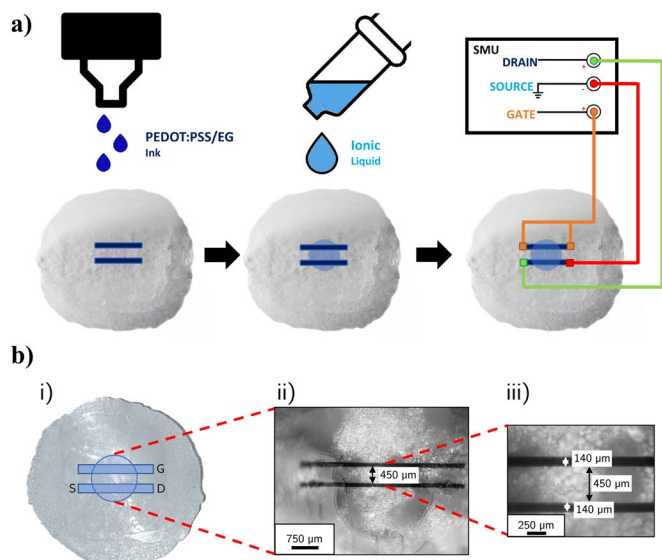 a)
PEDOT:PSS/EG
Ink
Ionic
Liquid
SMU
DRAIN
+
SOURCE
-
GATE
+
b)
i)
G
S
D
ii)
450 µm
750 µm
iii)
140 µm
450 µm
140 µm
250 µm